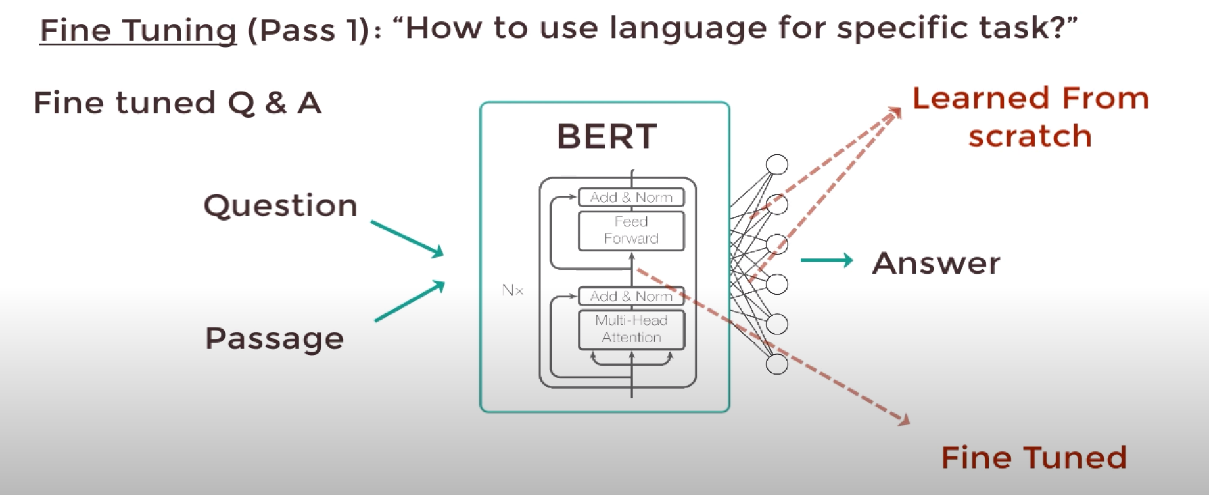 Fine Tuning (Pass 1): “How to use language for specific task?”
Fine tuned Q & A
Learned From
scratch
BERT
Add & Norm
Feed
Forward
Question
Answer
Nx
Add & Norm
Multi-Head
Attention
Passage
Fine Tuned